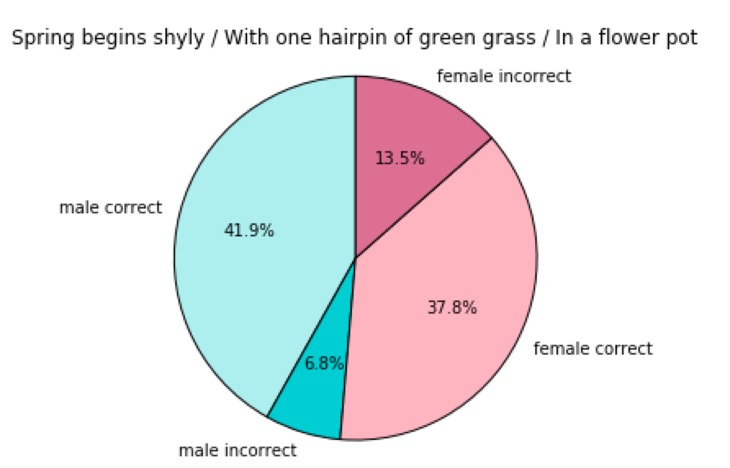 Spring begins shyly / With one hairpin of green grass / In a flower pot
female incorrect
13.5%
male correct
41.9%
37.8%
female correct
6.8%
male incorrect